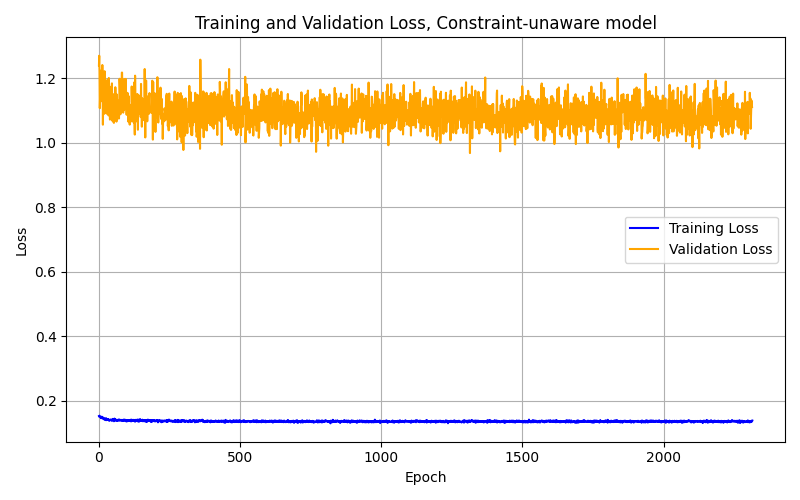 Training and Validation Loss, Constraint-unaware model
1.2
1.0
0.8
0.6
0.4
0.2
Loss
Training Loss
Validation Loss
0 500 1000 1500 2000
Epoch